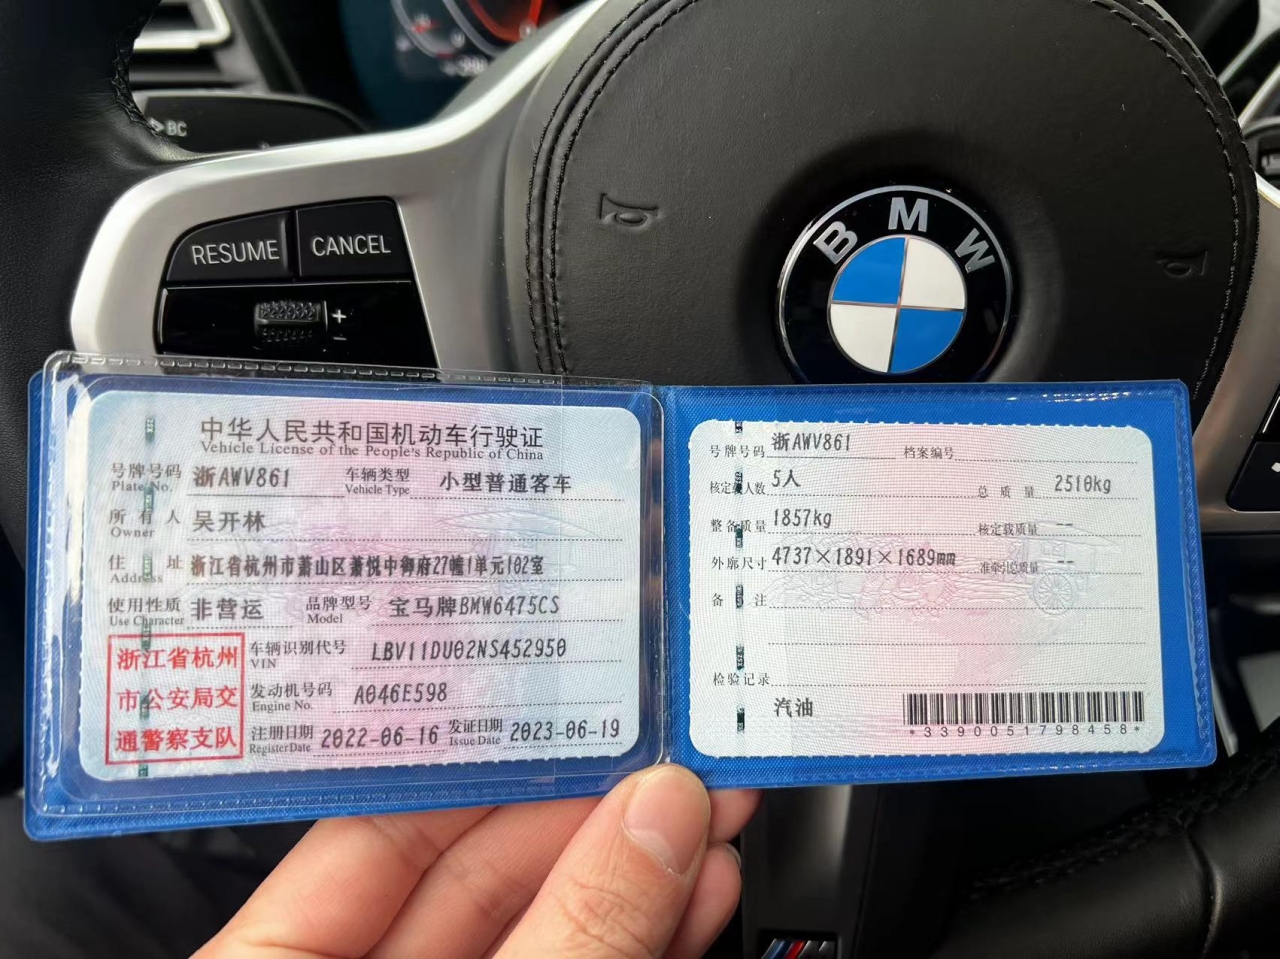 BC
RESUME
CANCEL
+
−
BMW
中华人民共和国机动车行驶证
Vehicle License of the People's Republic of China
号牌号码 浙AWV861 车辆类型 小型普通客车
Plate No. Vehicle Type
所有人 吴开林
Owner
住址 浙江省杭州市萧山区萧悦中御府27幢1单元102室
Address
使用性质 非营运 品牌型号 宝马牌BMW6475CS
Use Character Model
浙江省杭州
市公安局交
通警察支队
车辆识别代号 LBV11DU02NS452950
VIN
发动机号码 A046E598
Engine No.
注册日期 2022-06-16 发证日期 2023-06-19
Register Date Issue Date
号牌号码 浙AWV861 档案编号
核定载人数 5人 总质量 2510kg
整备质量 1857kg 核定载质量 --
外廓尺寸 4737×1891×1689mm 准牵引总质量 --
备注
检验记录
汽油
*3390051798458*